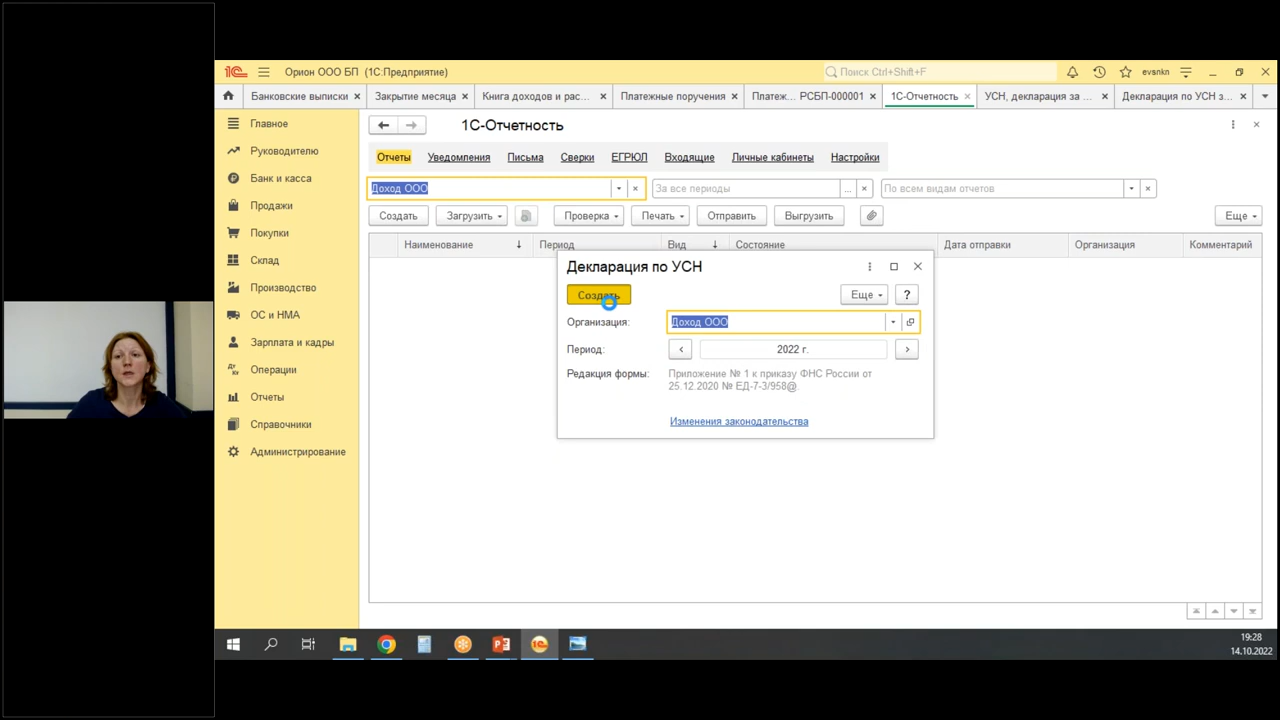 1С Орион ООО БП (1С:Предприятие) Поиск Ctrl+Shift+F evankn
Банковские выписки Закрытие месяца Книга доходов и рас... Платежные поручения Платеж... РСБП-000001 1С-Отчетность УСН, декларация за ... Декларация по УСН з...
Главное
Руководителю
Банк и касса
Продажи
Покупки
Склад
Производство
ОС и НМА
Зарплата и кадры
Операции
Отчеты
Справочники
Администрирование
1С-Отчетность
Отчеты Уведомления Письма Сверки ЕГРЮЛ Входящие Личные кабинеты Настройки
Доход ООО За все периоды ... По всем видам отчетов
Создать Загрузить Проверка Печать Отправить Выгрузить Еще
Наименование Период Вид Состояние Дата отправки Организация Комментарий
Декларация по УСН
Создать Еще ?
Организация: Доход ООО
Период: 2022 г.
Редакция формы: Приложение № 1 к приказу ФНС России от
25.12.2020 № ЕД-7-3/958@
Изменения законодательства
19:28
14.10.2022